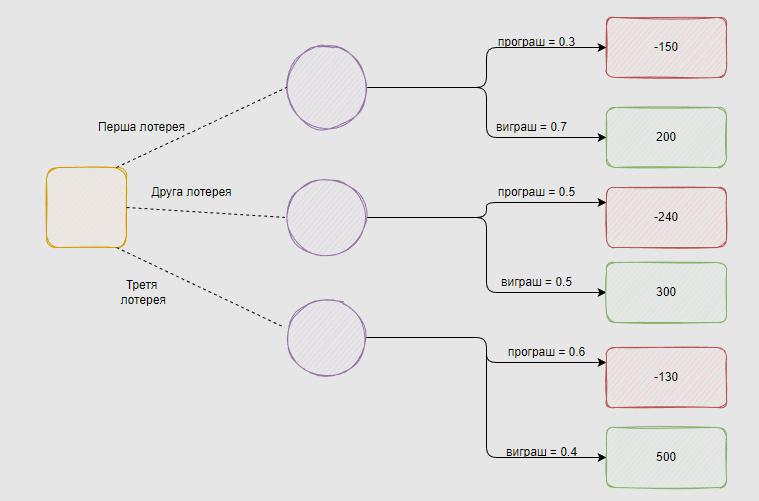 програш = 0.3
-150
Перша лотерея
виграш = 0.7
200
Друга лотерея
програш = 0.5
-240
виграш = 0.5
300
Третя
лотерея
програш = 0.6
-130
виграш = 0.4
500